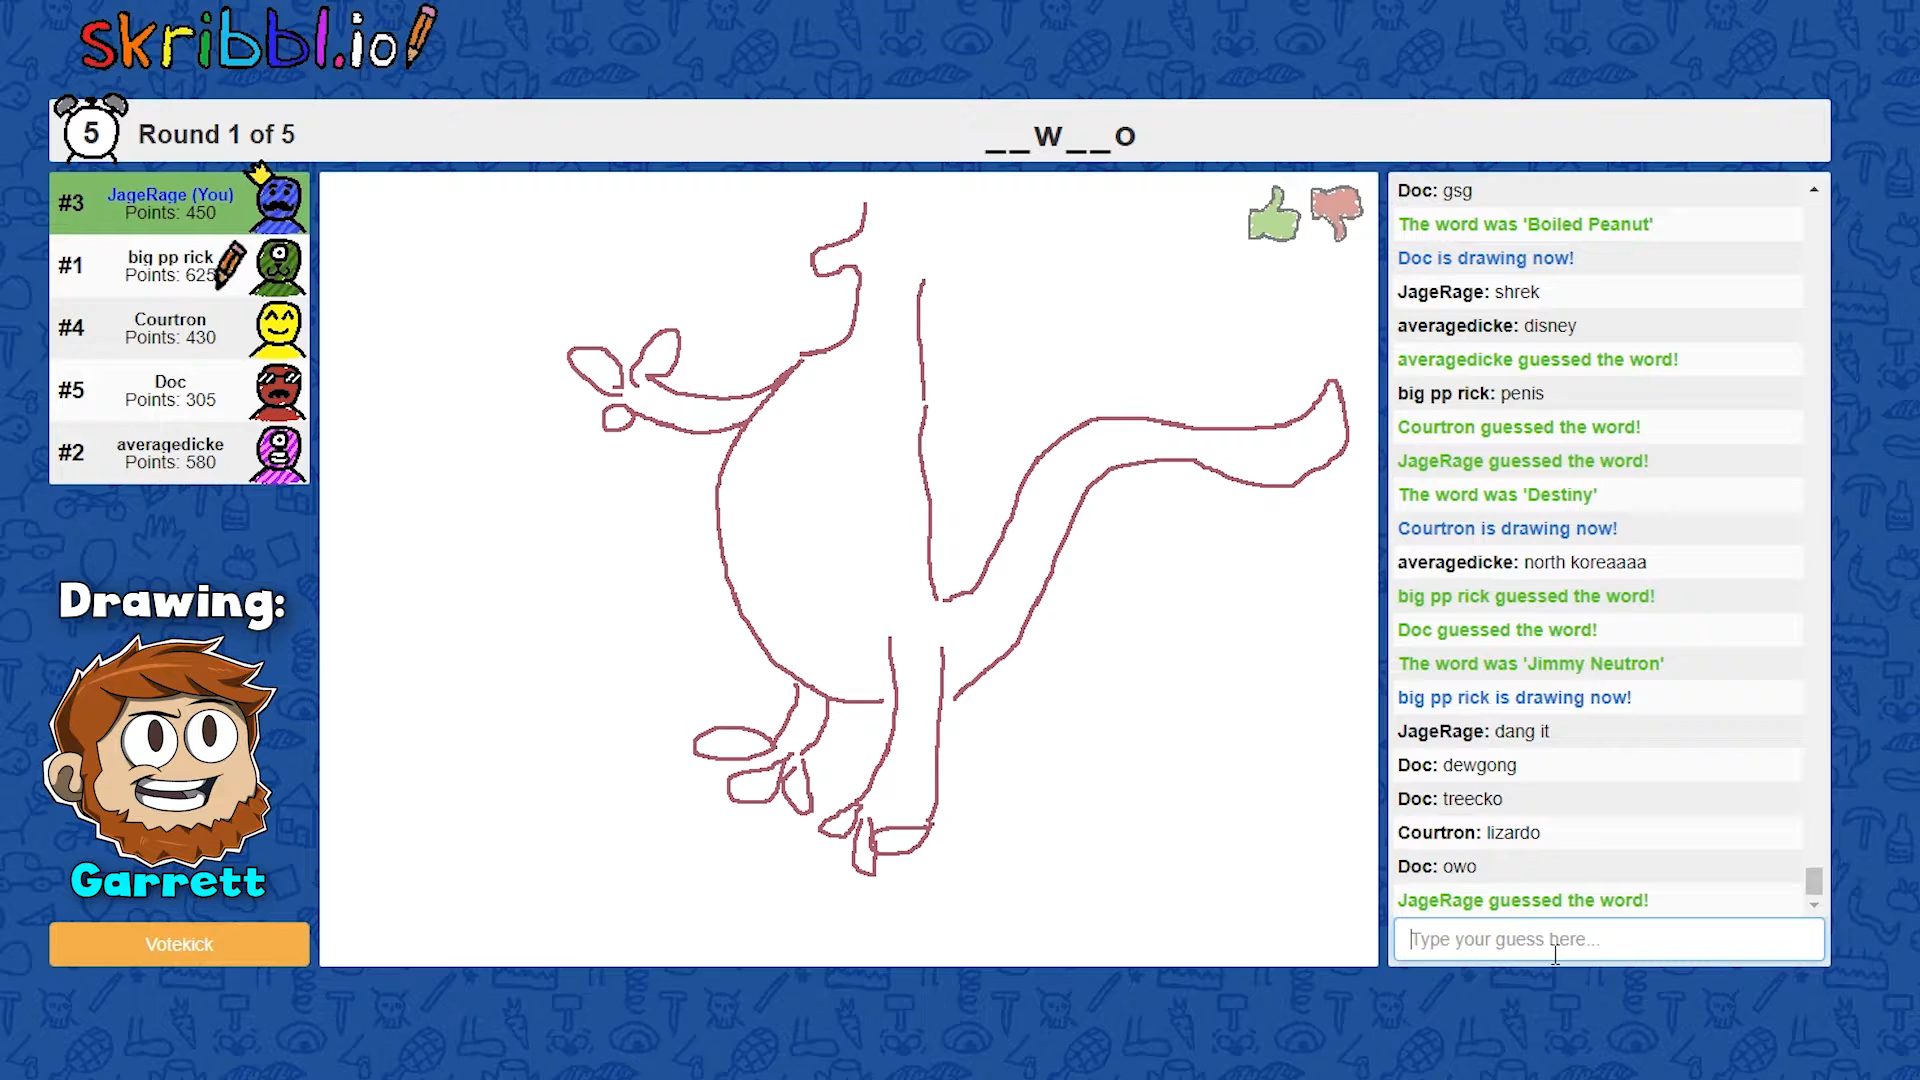 skribbl.io
5
Round 1 of 5
__W__O
#3
JageRage (You)
Points: 450
#1
big pp rick
Points: 625
#4
Courtron
Points: 430
#5
Doc
Points: 305
#2
averagedicke
Points: 580
Drawing:
Garrett
Votekick
Doc: gsg
The word was 'Boiled Peanut'
Doc is drawing now!
JageRage: shrek
averagedicke: disney
averagedicke guessed the word!
big pp rick: penis
Courtron guessed the word!
JageRage guessed the word!
The word was 'Destiny'
Courtron is drawing now!
averagedicke: north koreaaaa
big pp rick guessed the word!
Doc guessed the word!
The word was 'Jimmy Neutron'
big pp rick is drawing now!
JageRage: dang it
Doc: dewgong
Doc: treecko
Courtron: lizardo
Doc: owo
JageRage guessed the word!
Type your guess here...